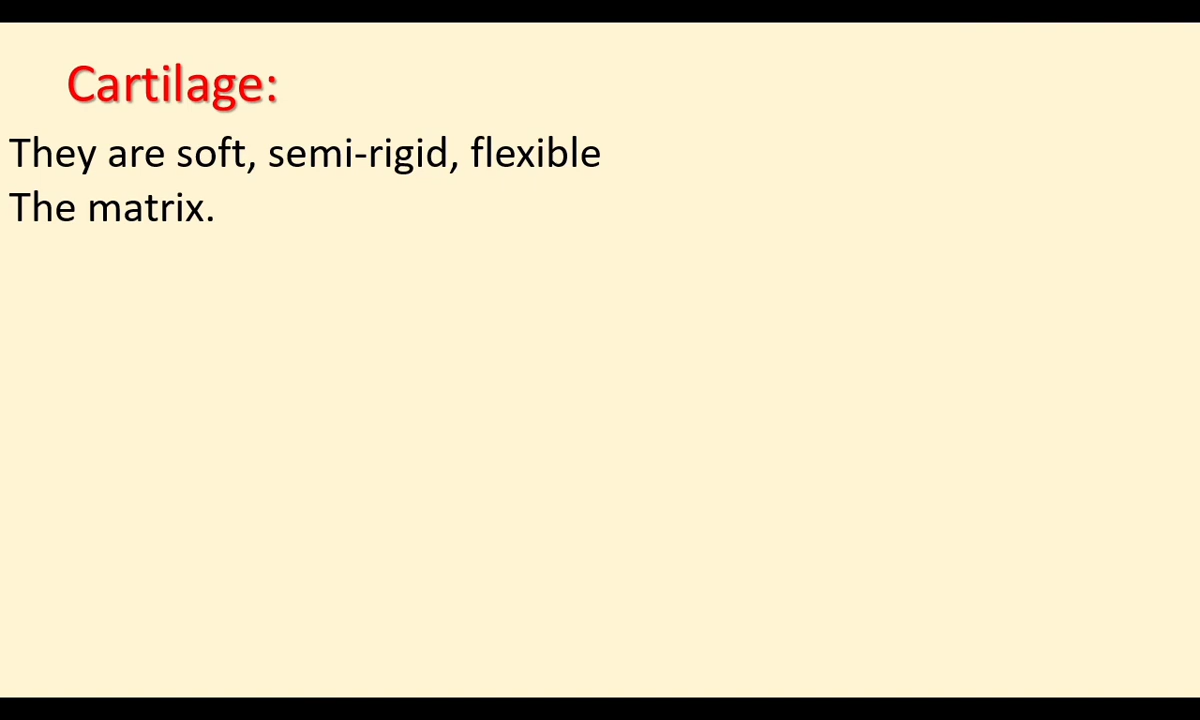 Cartilage:
They are soft, semi-rigid, flexible
The matrix.